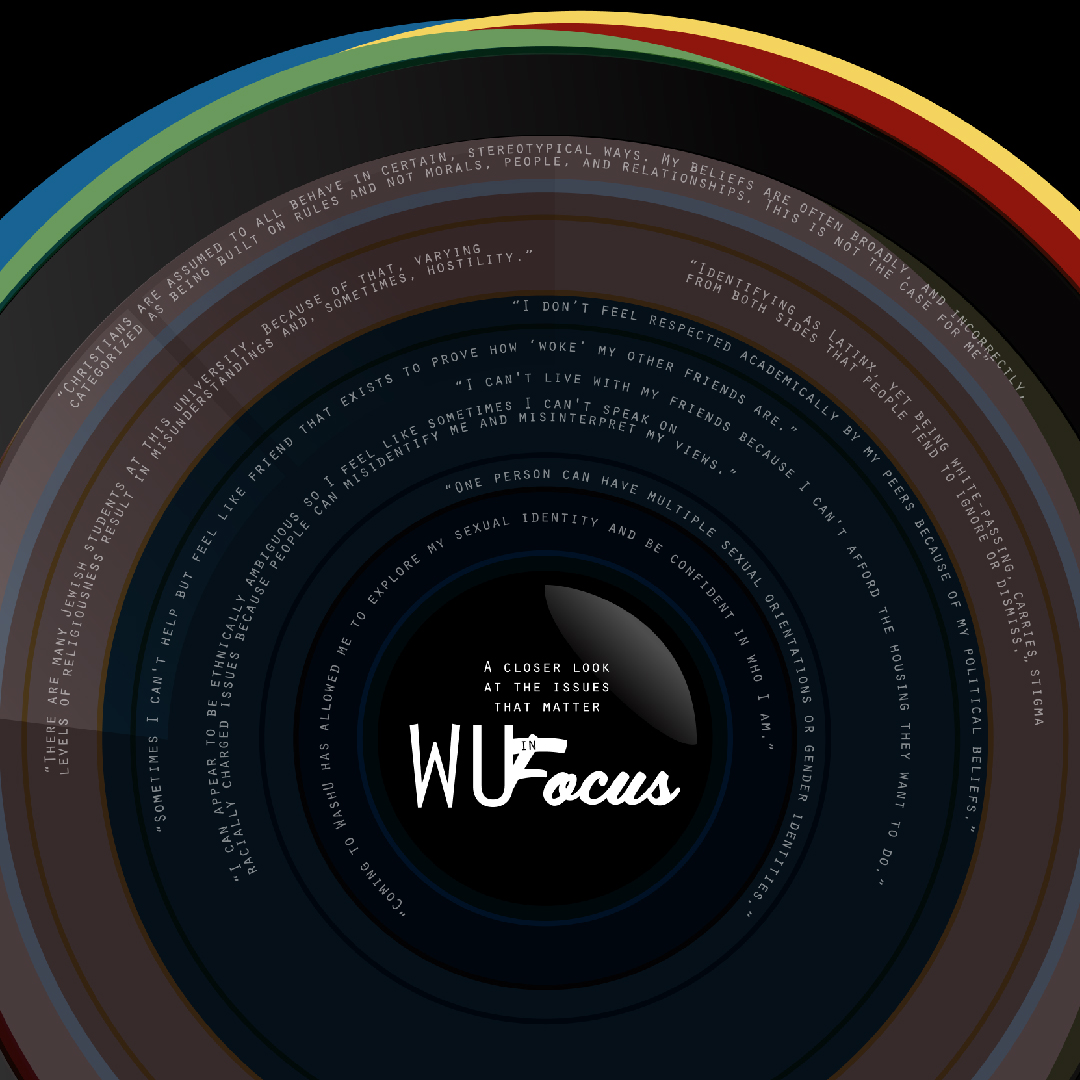 “CHRISTIANS ARE ASSUMED TO ALL BEHAVE IN CERTAIN, STEREOTYPICAL WAYS. MY BELIEFS ARE OFTEN BROADLY, AND INCORRECTLY,
CATEGORIZED AS BEING BUILT ON RULES AND NOT MORALS, PEOPLE, AND RELATIONSHIPS. THIS IS NOT THE CASE FOR ME.”
“THERE ARE MANY JEWISH STUDENTS AT THIS UNIVERSITY. BECAUSE OF THAT, VARYING
LEVELS OF RELIGIOUSNESS RESULT IN MISUNDERSTANDINGS AND, SOMETIMES, HOSTILITY.”
“IDENTIFYING AS LATINX, YET BEING WHITE-PASSING, CARRIES STIGMA
FROM BOTH SIDES THAT PEOPLE TEND TO IGNORE OR DISMISS.”
“I DON’T FEEL RESPECTED ACADEMICALLY BY MY PEERS BECAUSE OF MY POLITICAL BELIEFS.”
“SOMETIMES I CAN'T HELP BUT FEEL LIKE FRIEND THAT EXISTS TO PROVE HOW ‘WOKE’ MY OTHER FRIENDS ARE.”
“I CAN'T LIVE WITH MY FRIENDS BECAUSE I CAN'T AFFORD THE HOUSING THEY WANT TO DO.”
“I CAN APPEAR TO BE ETHNICALLY AMBIGUOUS SO I FEEL LIKE SOMETIMES I CAN'T SPEAK ON
RACIALLY CHARGED ISSUES BECAUSE PEOPLE CAN MISIDENTIFY ME AND MISINTERPRET MY VIEWS.”
“ONE PERSON CAN HAVE MULTIPLE SEXUAL ORIENTATIONS OR GENDER IDENTITIES.”
“COMING TO WASHU HAS ALLOWED ME TO EXPLORE MY SEXUAL IDENTITY AND BE CONFIDENT IN WHO I AM.”
A CLOSER LOOK
AT THE ISSUES
THAT MATTER
WU IN Focus